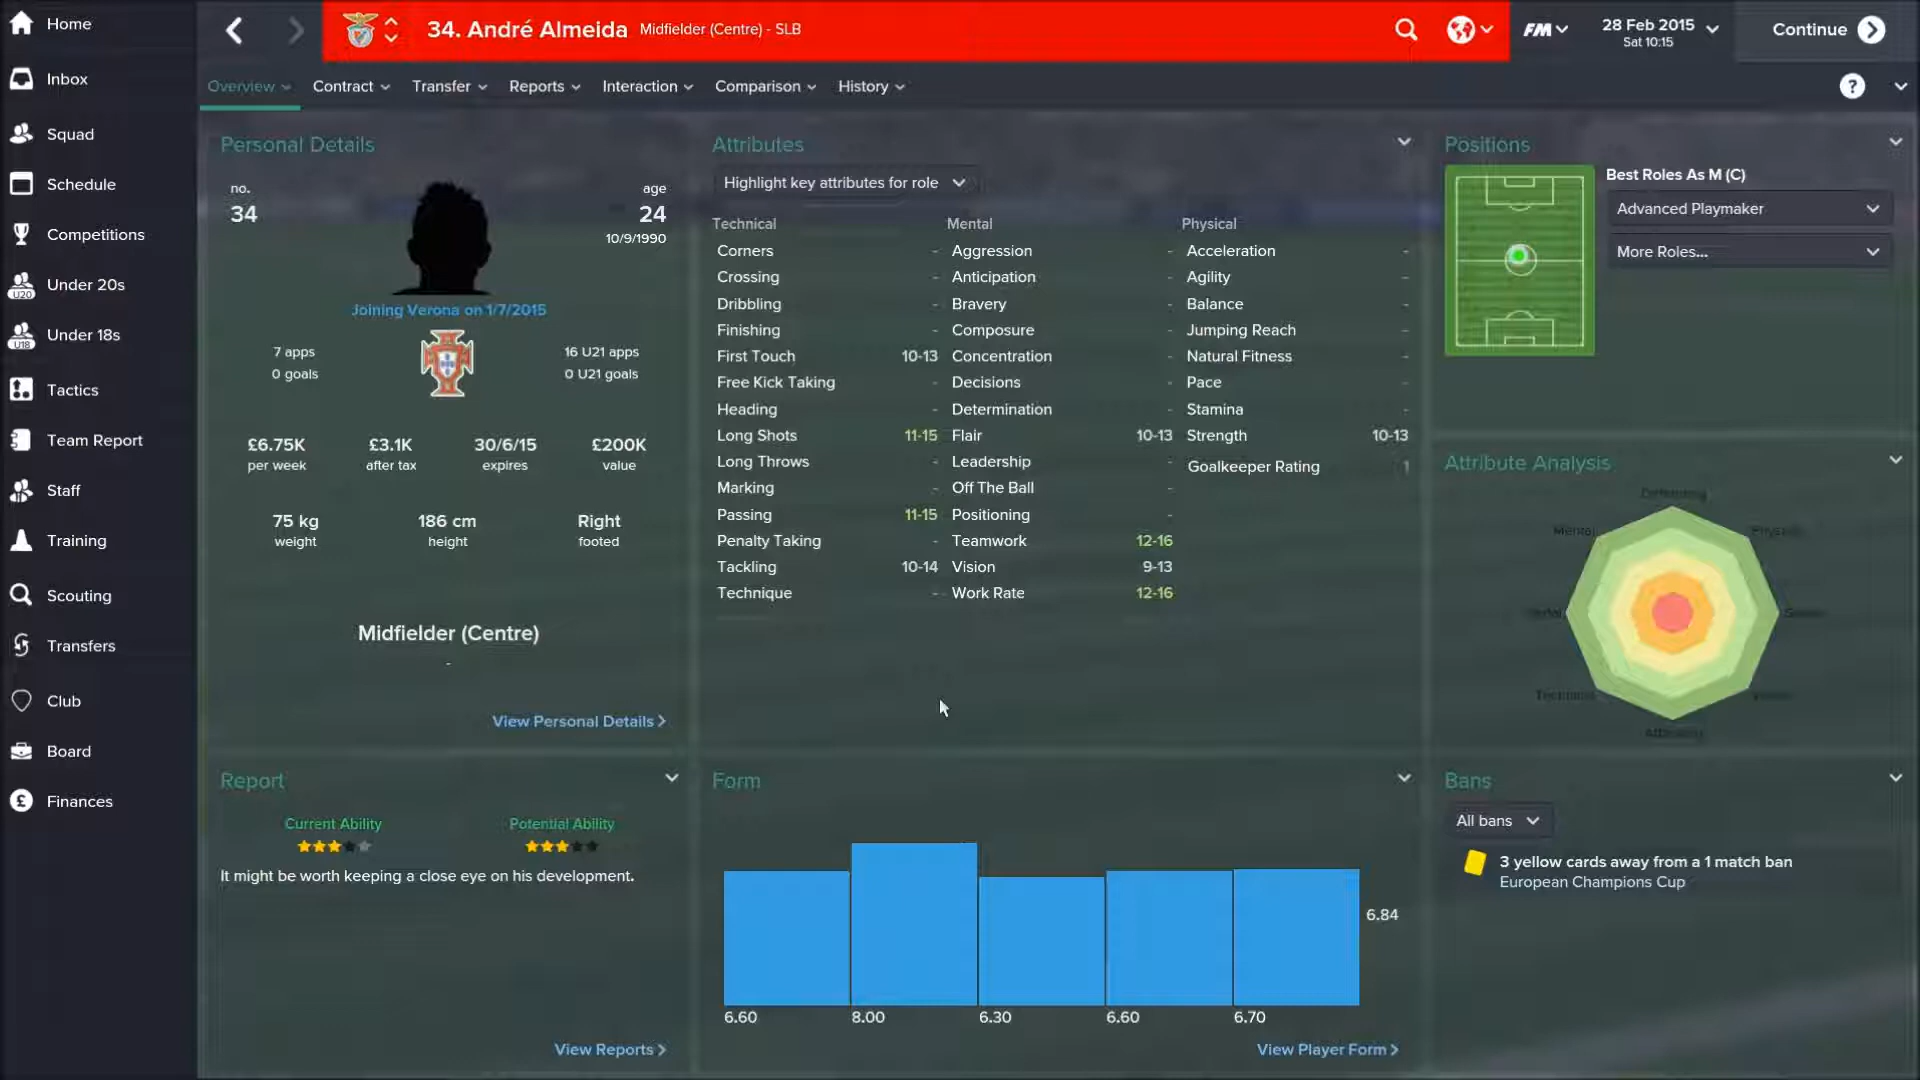 Home
Inbox
Squad
Schedule
Competitions
U20
Under 20s
U18
Under 18s
Tactics
Team Report
Staff
Training
Scouting
Transfers
Club
Board
£
Finances
34. André Almeida
Midfielder (Centre) - SLB
FM
28 Feb 2015
Sat 10:15
Continue
Overview
Contract
Transfer
Reports
Interaction
Comparison
History
?
Personal Details
no.
34
age
24
10/9/1990
Joining Verona on 1/7/2015
7 apps
0 goals
16 U21 apps
0 U21 goals
£6.75K
per week
£3.1K
after tax
30/6/15
expires
£200K
value
75 kg
weight
186 cm
height
Right
footed
Midfielder (Centre)
-
View Personal Details
Attributes
Highlight key attributes for role
Technical
Corners -
Crossing -
Dribbling -
Finishing -
First Touch 10-13
Free Kick Taking -
Heading -
Long Shots 11-15
Long Throws -
Marking -
Passing 11-15
Penalty Taking -
Tackling 10-14
Technique -
Mental
Aggression -
Anticipation -
Bravery -
Composure -
Concentration -
Decisions -
Determination -
Flair 10-13
Leadership -
Off The Ball -
Positioning -
Teamwork 12-16
Vision 9-13
Work Rate 12-16
Physical
Acceleration -
Agility -
Balance -
Jumping Reach -
Natural Fitness -
Pace -
Stamina -
Strength 10-13
Goalkeeper Rating 1
Positions
Best Roles As M (C)
Advanced Playmaker
More Roles...
Attribute Analysis
Defending
Mental
Attacking
Report
Current Ability
Potential Ability
It might be worth keeping a close eye on his development.
View Reports
Form
6.84
6.60
8.00
6.30
6.60
6.70
View Player Form
Bans
All bans
3 yellow cards away from a 1 match ban
European Champions Cup